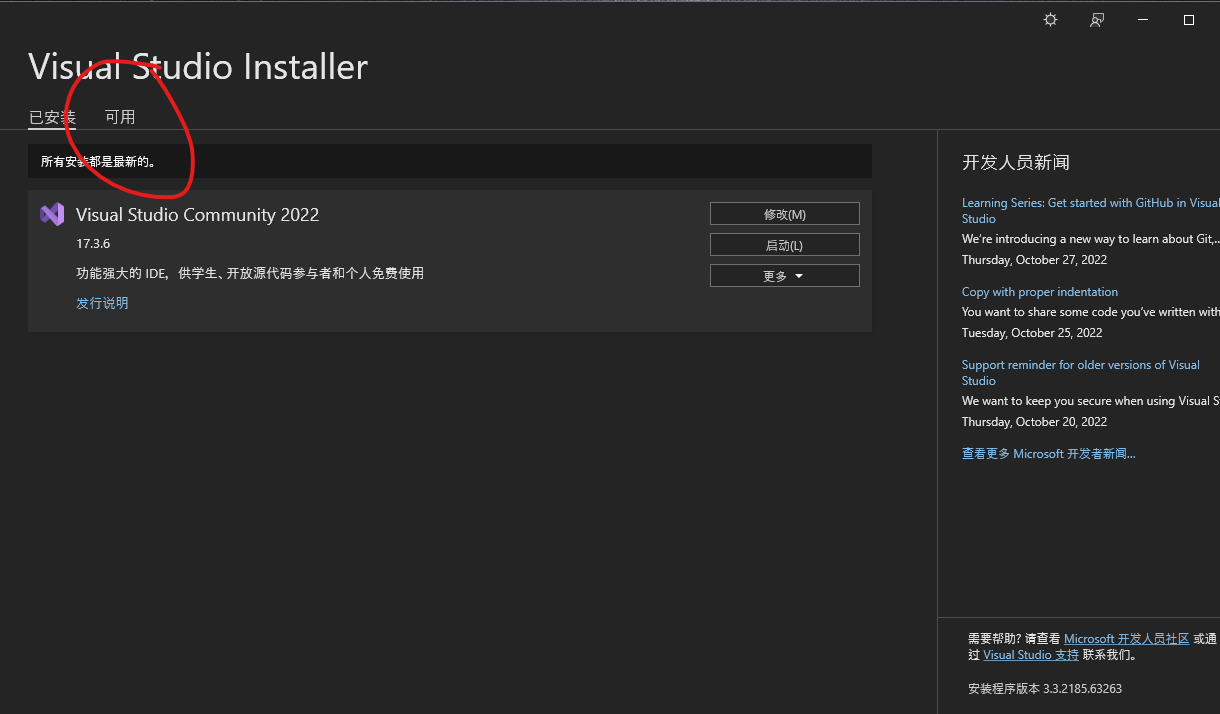 Visual Studio Installer
已安装 可用
所有安装都是最新的。
Visual Studio Community 2022
17.3.6
功能强大的 IDE，供学生、开放源代码参与者和个人免费使用
发行说明
修改(M)
启动(L)
更多
开发人员新闻
Learning Series: Get started with GitHub in Visual
Studio
We're introducing a new way to learn about Git,...
Thursday, October 27, 2022
Copy with proper indentation
You want to share some code you've written with
Tuesday, October 25, 2022
Support reminder for older versions of Visual
Studio
We want to keep you secure when using Visual S
Thursday, October 20, 2022
查看更多 Microsoft 开发者新闻...
需要帮助? 请查看 Microsoft 开发人员社区 或通
过 Visual Studio 支持 联系我们。
安装程序版本 3.3.2185.63263